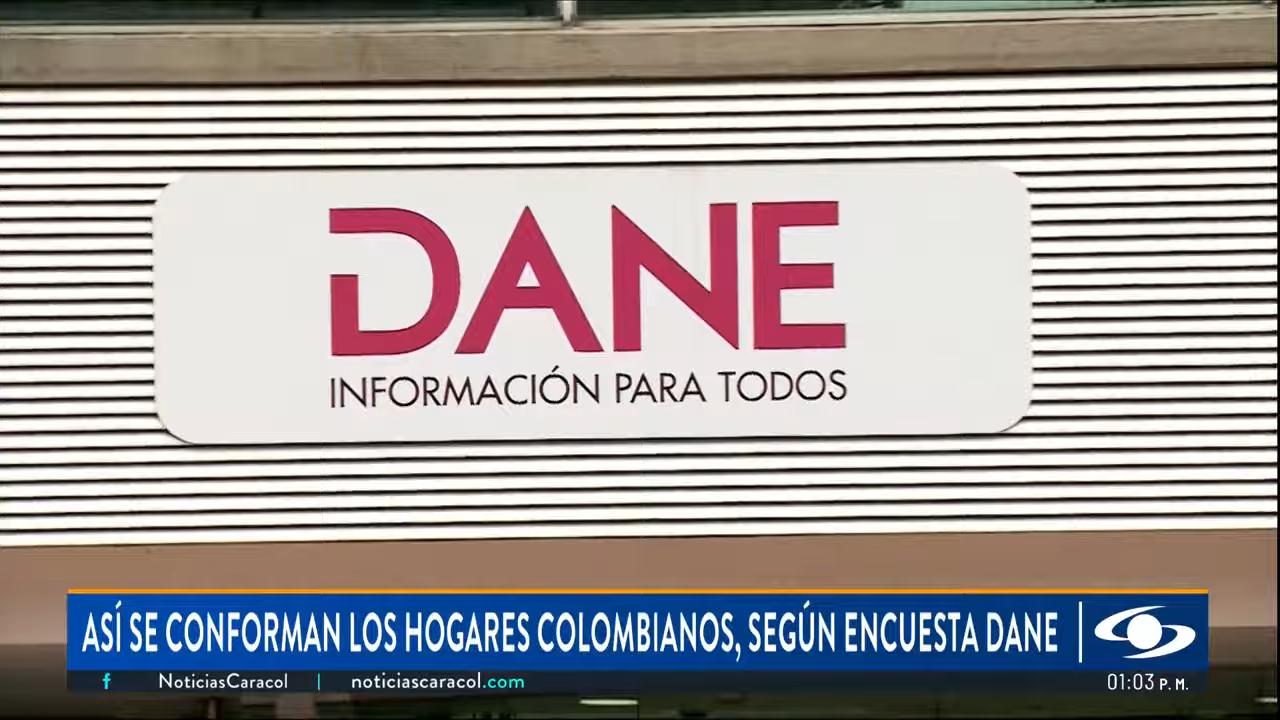 DANE
INFORMACIÓN PARA TODOS
ASÍ SE CONFORMAN LOS HOGARES COLOMBIANOS, SEGÚN ENCUESTA DANE
NoticiasCaracol | noticiascaracol.com
01:03 P. M.